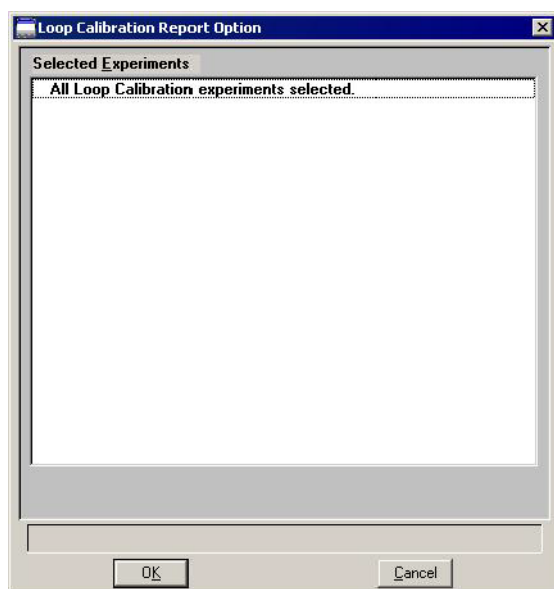 Loop Calibration Report Option
Selected Experiments
All Loop Calibration experiments selected.
OK
Cancel